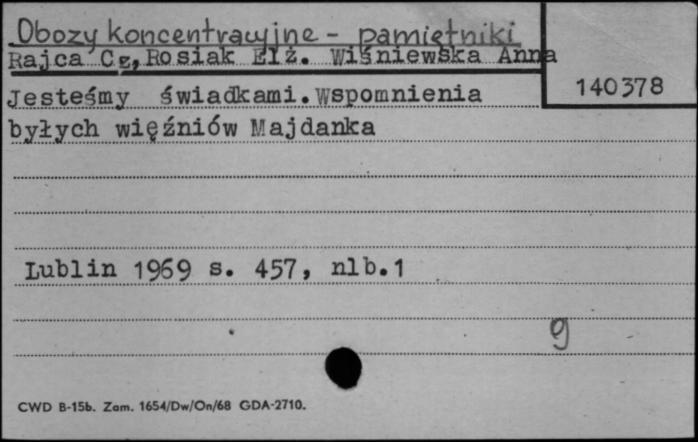 Obozy koncentracyjne - pamiętniki
Rajca Cz, Rosiak Elż. Wiśniewska Anna
140378
Jesteśmy świadkami. Wspomnienia
byłych więźniów Majdanka
Lublin 1969 s. 457, nlb.1
g
CWD B-15b. Zam. 1654/Dw/On/68 GDA-2710.